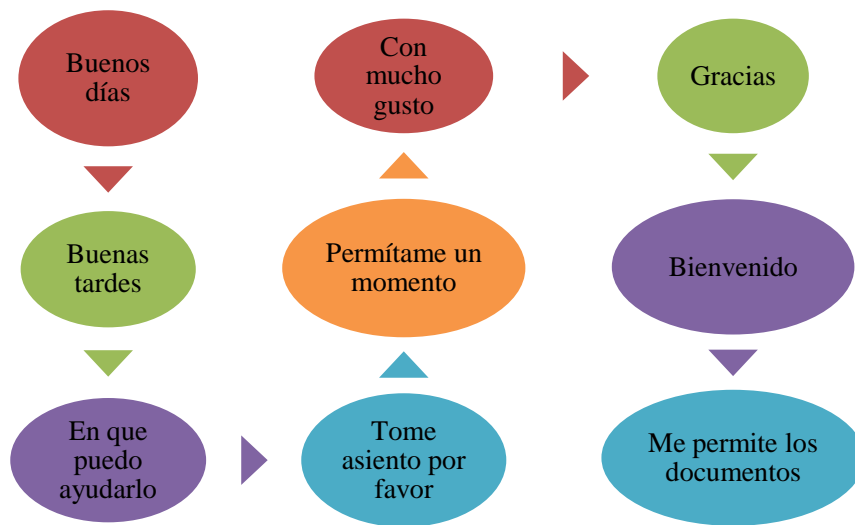 Buenos
días
Buenas
tardes
En que
puedo
ayudarlo
Tome
asiento por
favor
Permítame un
momento
Con
mucho
gusto
Gracias
Bienvenido
Me permite los
documentos